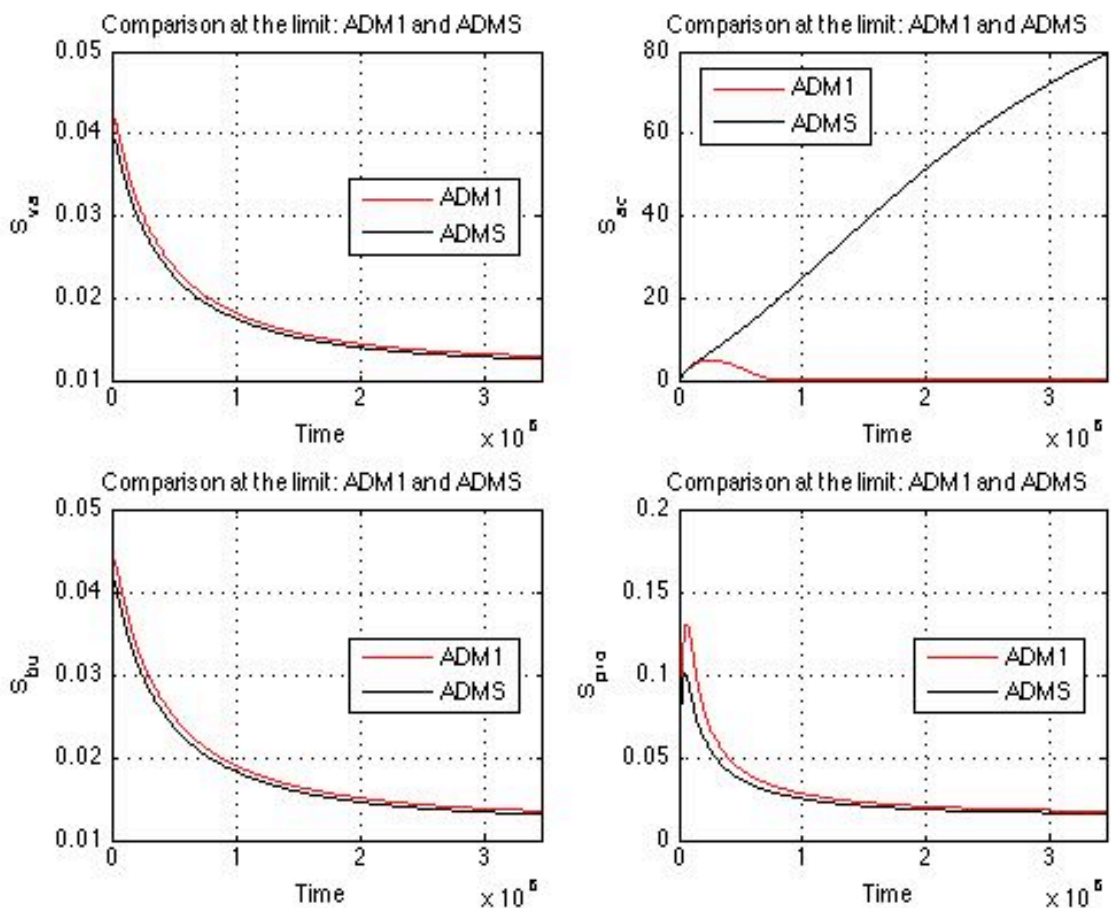 Comparison at the limit: ADM1 and ADMS
0.05
0.04
0.03
0.02
0.01
S_va
ADM1
ADMS
0 1 2 3
Time
x 10^6
Comparison at the limit: ADM1 and ADMS
80
60
40
20
0
S_ac
ADM1
ADMS
0 1 2 3
Time
x 10^6
Comparison at the limit: ADM1 and ADMS
0.05
0.04
0.03
0.02
0.01
S_bu
ADM1
ADMS
0 1 2 3
Time
x 10^6
Comparison at the limit: ADM1 and ADMS
0.2
0.15
0.1
0.05
0
S_pro
ADM1
ADMS
0 1 2 3
Time
x 10^6